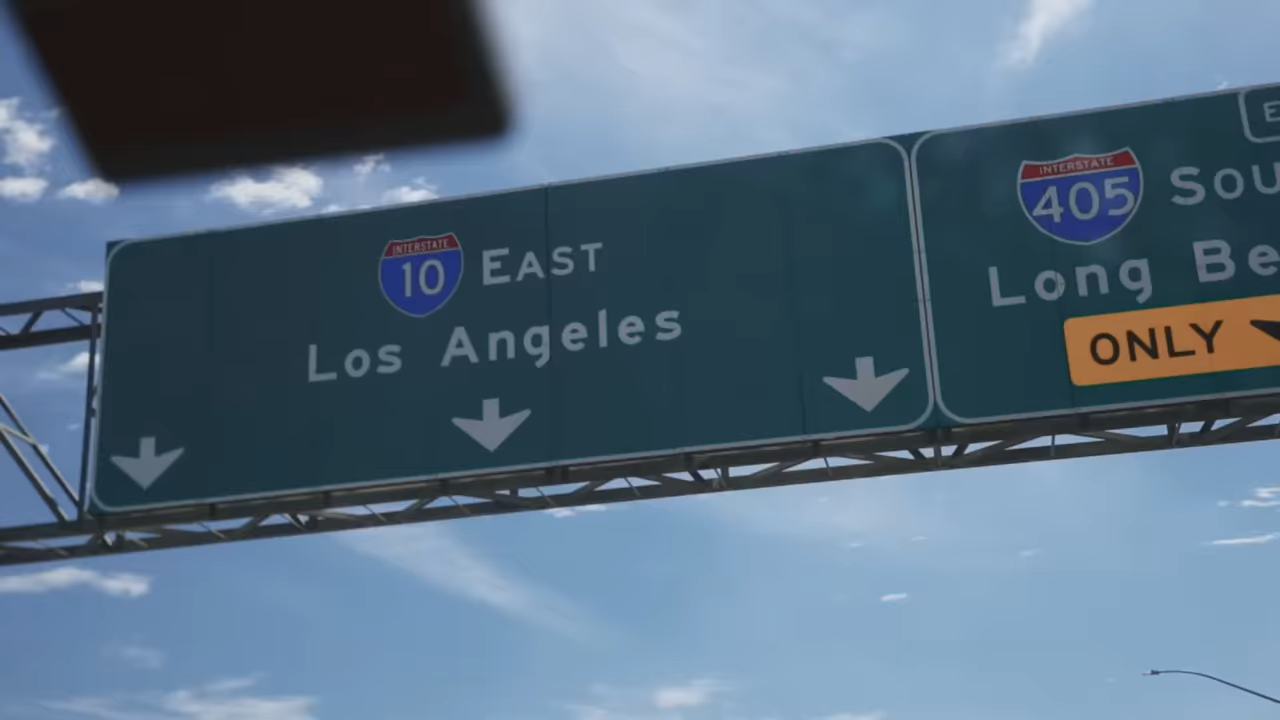 INTERSTATE
10 EAST
Los Angeles
INTERSTATE
405
Long
ONLY